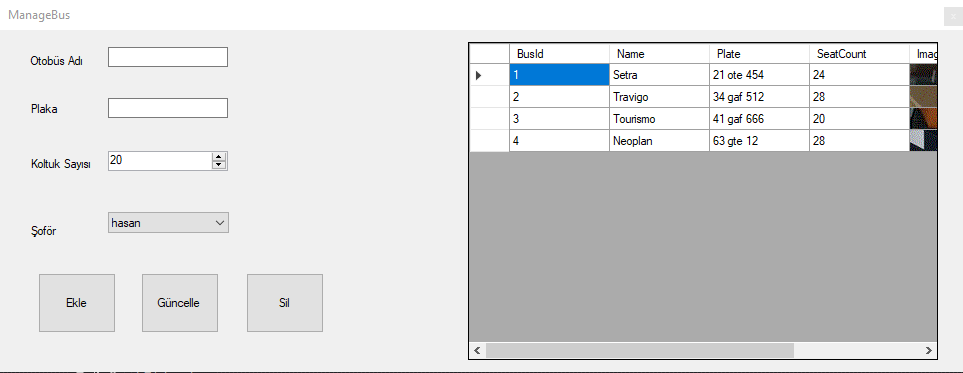 ManageBus
Otobüs Adı
Plaka
Koltuk Sayısı 20
Şoför hasan
Ekle Güncelle Sil
BusId Name Plate SeatCount Imag
1 Setra 21 ote 454 24
2 Travigo 34 gaf 512 28
3 Tourismo 41 gaf 666 20
4 Neoplan 63 gte 12 28